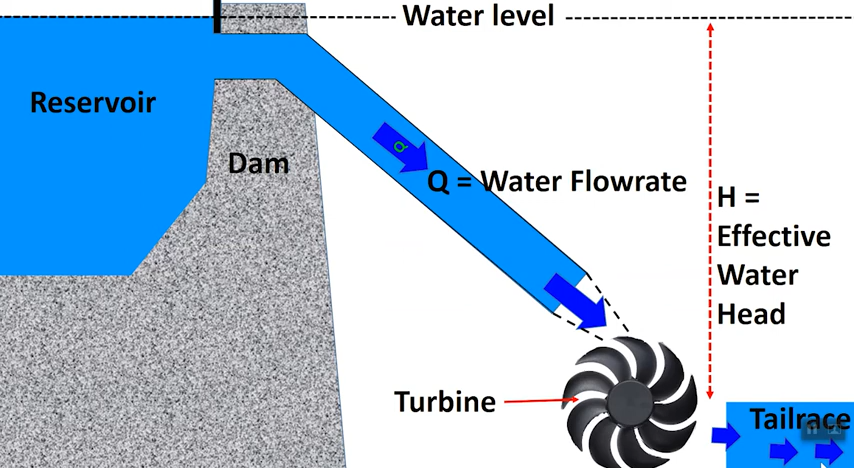 Water level
Reservoir
Dam
Q
Q = Water Flowrate
H =
Effective
Water
Head
Turbine
Tailrace